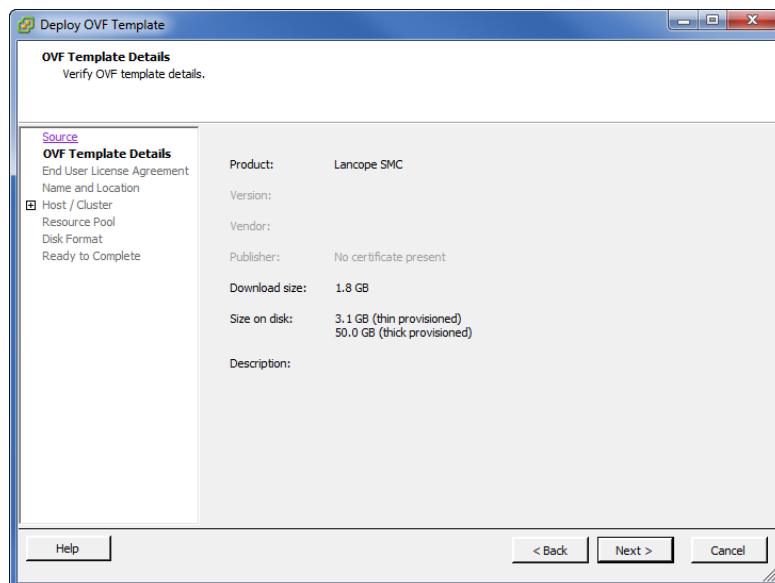 Deploy OVF Template
OVF Template Details
Verify OVF template details.
Source
OVF Template Details
End User License Agreement
Name and Location
Host / Cluster
Resource Pool
Disk Format
Ready to Complete
Product: Lancope SMC
Version:
Vendor:
Publisher: No certificate present
Download size: 1.8 GB
Size on disk: 3.1 GB (thin provisioned)
50.0 GB (thick provisioned)
Description:
Help < Back Next > Cancel